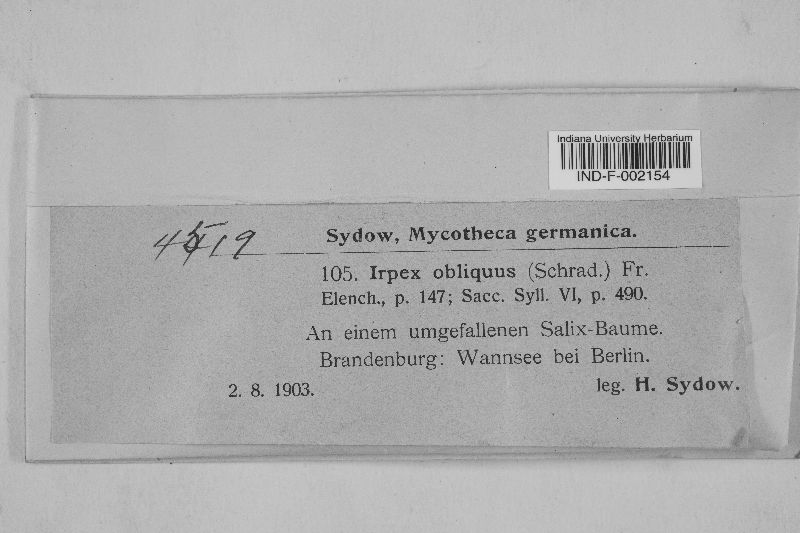 Indiana University Herbarium
IND-F-002154
Sydow, Mycotheca germanica.
105. Irpex obliquus (Schrad.) Fr.
Elench., p. 147; Sacc. Syll. VI, p. 490.
An einem umgefallenen Salix-Baume.
Brandenburg: Wannsee bei Berlin.
2. 8. 1903. leg. H. Sydow.